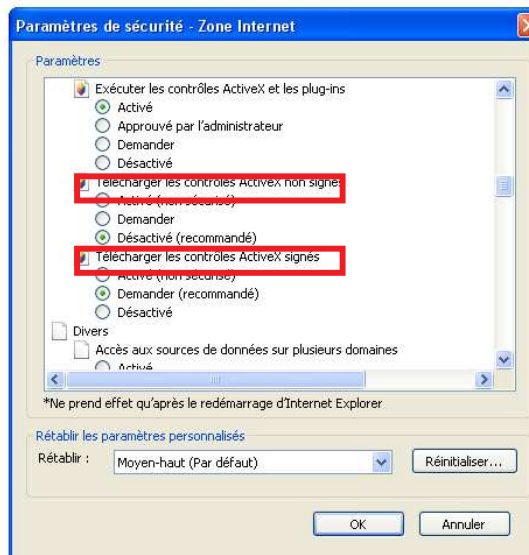 Paramètres de sécurité - Zone Internet
Paramètres
Exécuter les contrôles ActiveX et les plug-ins
Activé
Approuvé par l'administrateur
Demander
Désactivé
Télécharger les contrôles ActiveX non signés
Activé (non sécurisé)
Demander
Désactivé (recommandé)
Télécharger les contrôles ActiveX signés
Activé (non sécurisé)
Demander (recommandé)
Désactivé
Divers
Accès aux sources de données sur plusieurs domaines
Activé
*Ne prend effet qu'après le redémarrage d'Internet Explorer
Rétablir les paramètres personnalisés
Rétablir :
Moyen-haut (Par défaut)
Réinitialiser...
OK
Annuler